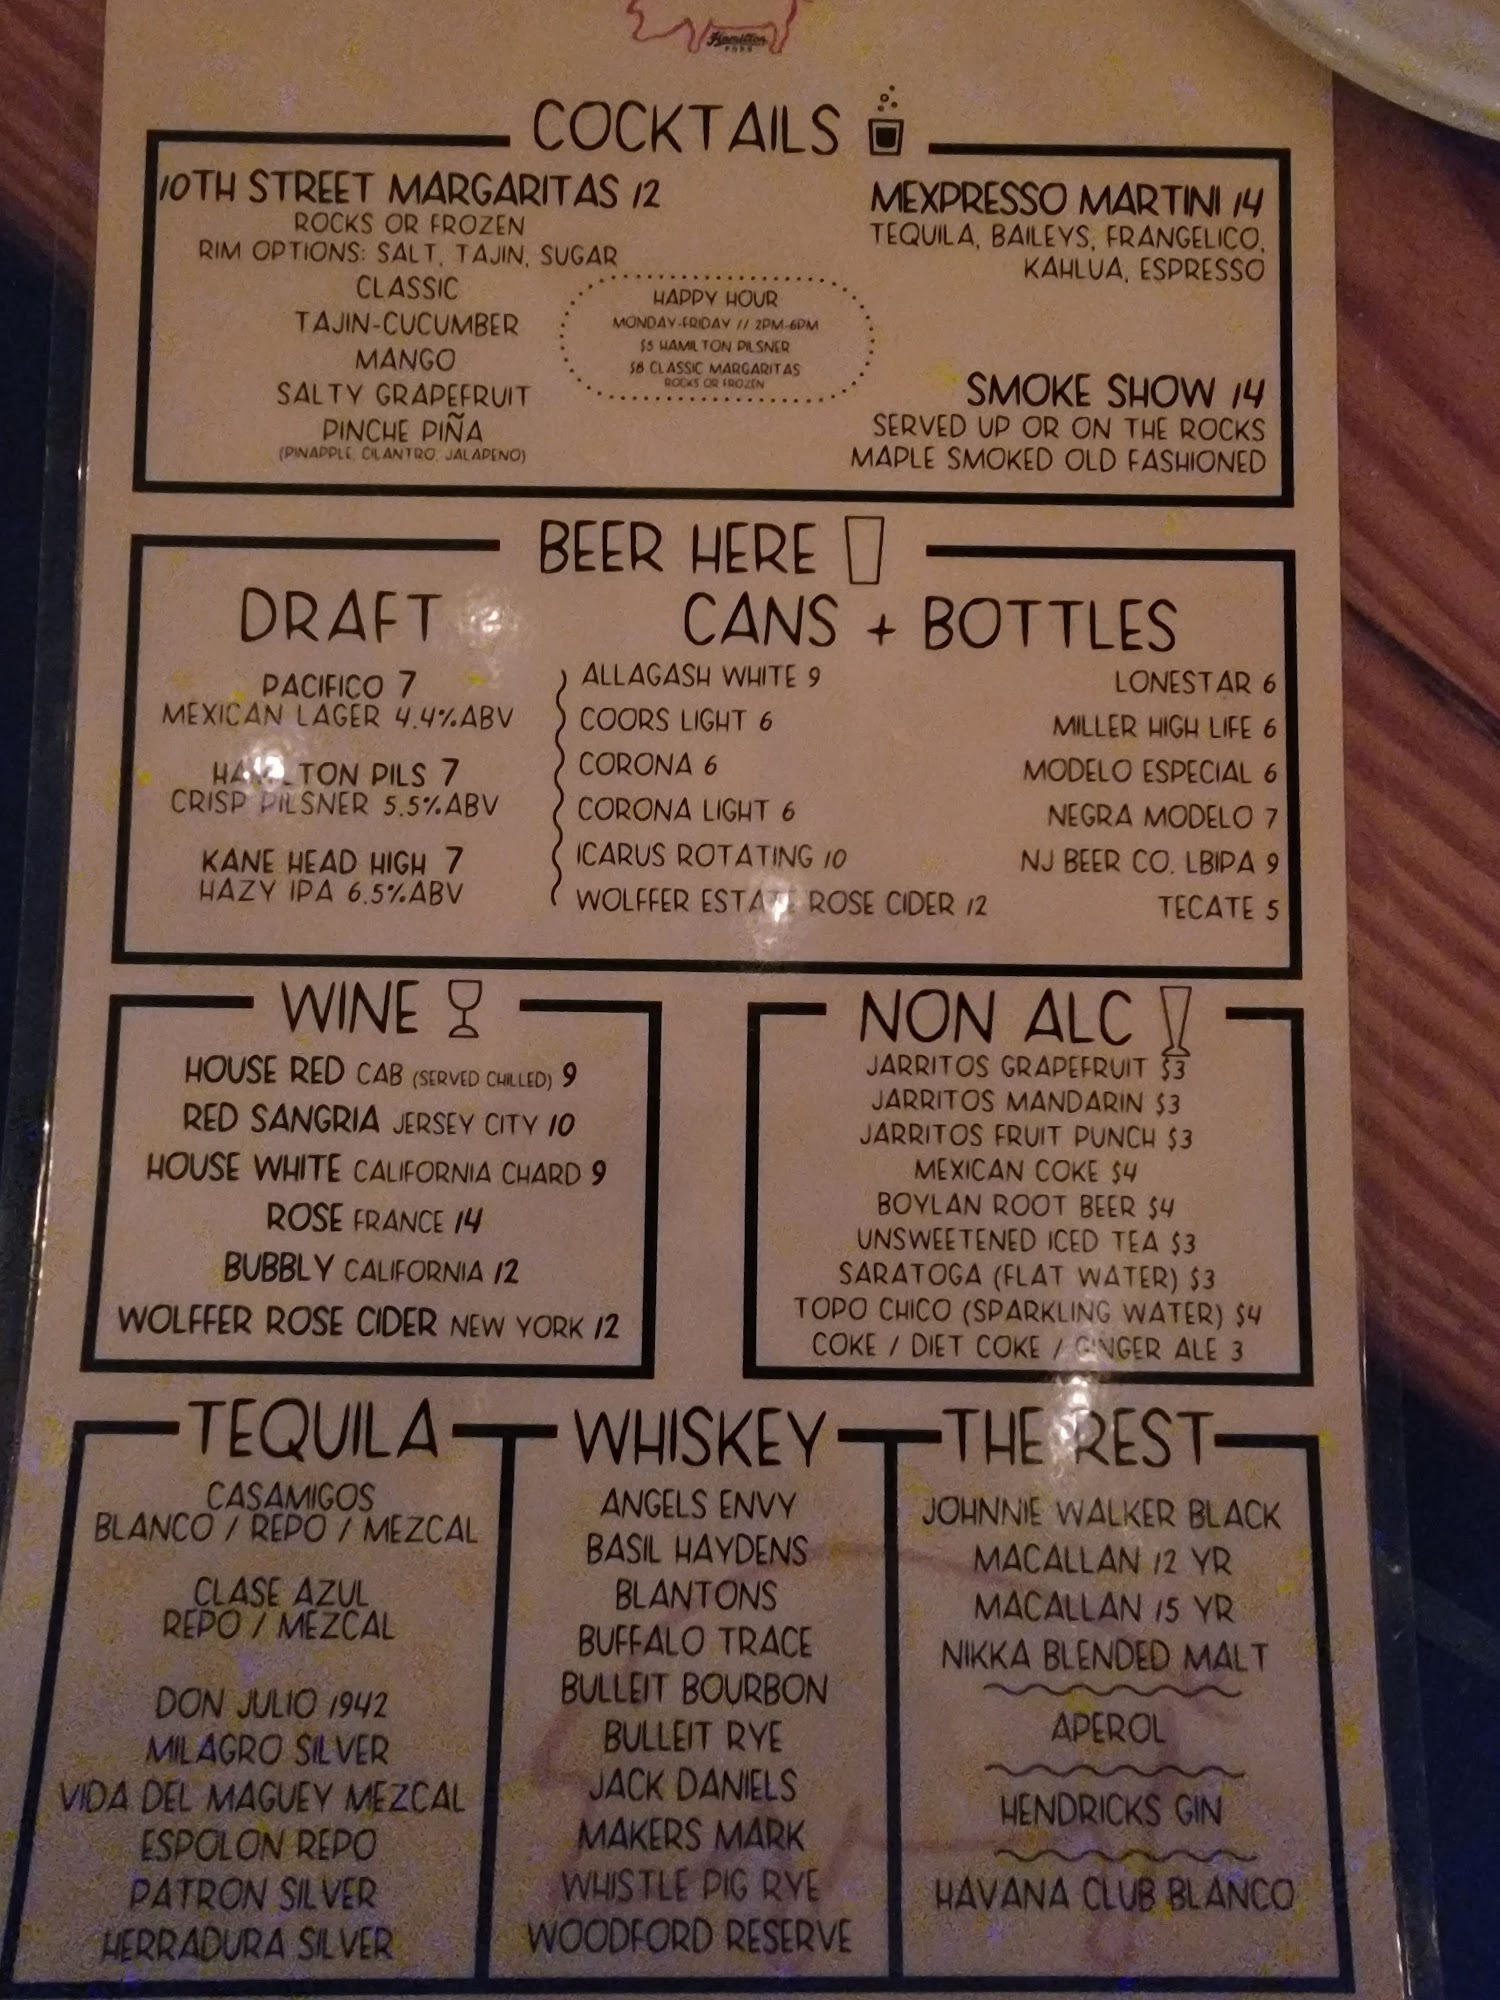 Hamilton
PORK
COCKTAILS
10TH STREET MARGARITAS 12
ROCKS OR FROZEN
RIM OPTIONS: SALT, TAJIN, SUGAR
CLASSIC
TAJIN-CUCUMBER
MANGO
SALTY GRAPEFRUIT
PINCHE PIÑA
(PINAPPLE, CILANTRO, JALAPENO)
HAPPY HOUR
MONDAY-FRIDAY // 2PM-6PM
$5 HAMILTON PILSNER
$8 CLASSIC MARGARITAS
ROCKS OR FROZEN
MEXPRESSO MARTINI 14
TEQUILA, BAILEYS, FRANGELICO,
KAHLUA, ESPRESSO
SMOKE SHOW 14
SERVED UP OR ON THE ROCKS
MAPLE SMOKED OLD FASHIONED
BEER HERE
DRAFT
PACIFICO 7
MEXICAN LAGER 4.4%ABV
HAMILTON PILS 7
CRISP PILSNER 5.5%ABV
KANE HEAD HIGH 7
HAZY IPA 6.5%ABV
CANS + BOTTLES
ALLAGASH WHITE 9
COORS LIGHT 6
CORONA 6
CORONA LIGHT 6
ICARUS ROTATING 10
WOLFFER ESTATE ROSE CIDER 12
LONESTAR 6
MILLER HIGH LIFE 6
MODELO ESPECIAL 6
NEGRA MODELO 7
NJ BEER CO. LBIPA 9
TECATE 5
WINE
HOUSE RED CAB (SERVED CHILLED) 9
RED SANGRIA JERSEY CITY 10
HOUSE WHITE CALIFORNIA CHARD 9
ROSE FRANCE 14
BUBBLY CALIFORNIA 12
WOLFFER ROSE CIDER NEW YORK 12
NON ALC
JARRITOS GRAPEFRUIT $3
JARRITOS MANDARIN $3
JARRITOS FRUIT PUNCH $3
MEXICAN COKE $4
BOYLAN ROOT BEER $4
UNSWEETENED ICED TEA $3
SARATOGA (FLAT WATER) $3
TOPO CHICO (SPARKLING WATER) $4
COKE / DIET COKE / GINGER ALE 3
TEQUILA
CASAMIGOS
BLANCO / REPO / MEZCAL
CLASE AZUL
REPO / MEZCAL
DON JULIO 1942
MILAGRO SILVER
VIDA DEL MAGUEY MEZCAL
ESPOLON REPO
PATRON SILVER
HERRADURA SILVER
WHISKEY
ANGELS ENVY
BASIL HAYDENS
BLANTONS
BUFFALO TRACE
BULLEIT BOURBON
BULLEIT RYE
JACK DANIELS
MAKERS MARK
WHISTLE PIG RYE
WOODFORD RESERVE
THE REST
JOHNNIE WALKER BLACK
MACALLAN 12 YR
MACALLAN 15 YR
NIKKA BLENDED MALT
APEROL
HENDRICKS GIN
HAVANA CLUB BLANCO